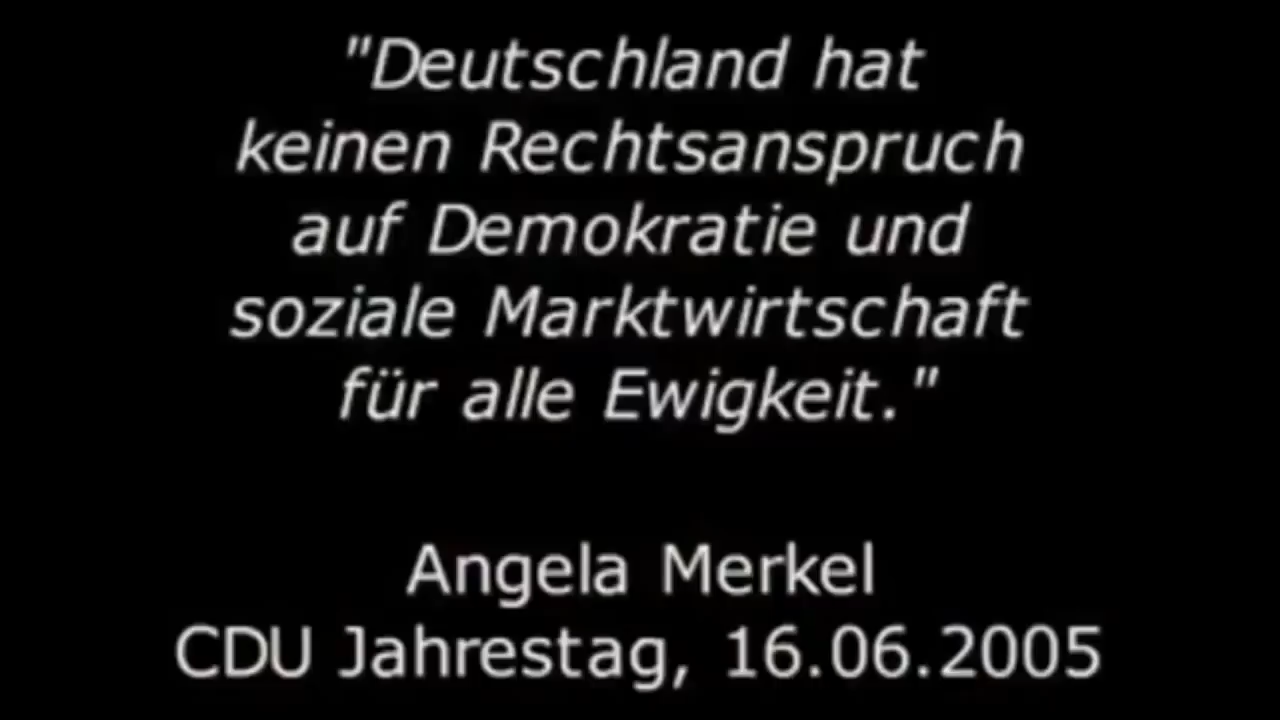 "Deutschland hat
keinen Rechtsanspruch
auf Demokratie und
soziale Marktwirtschaft
für alle Ewigkeit."
Angela Merkel
CDU Jahrestag, 16.06.2005